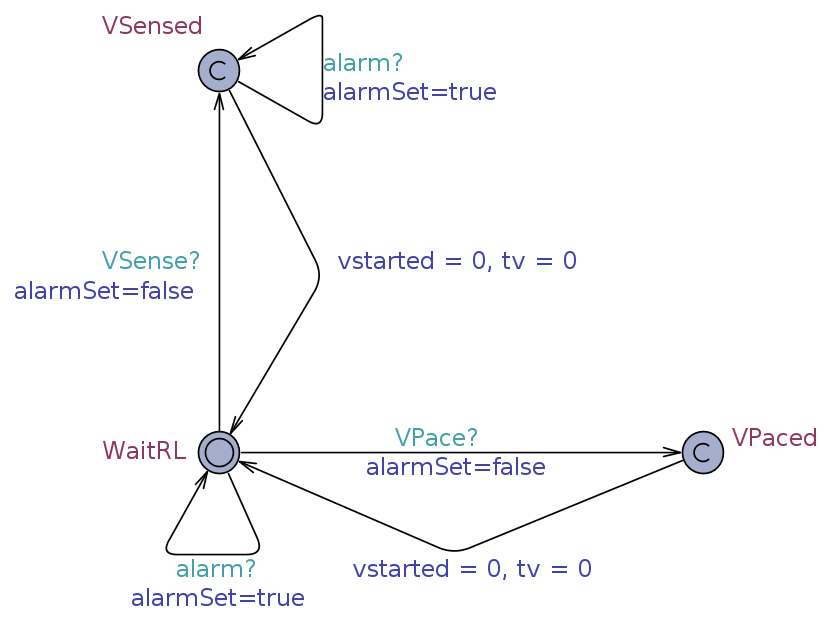 VSensed
C
alarm?
alarmSet=true
VSense?
alarmSet=false
vstarted = 0, tv = 0
WaitRL
VPace?
alarmSet=false
C
VPaced
alarm?
alarmSet=true
vstarted = 0, tv = 0